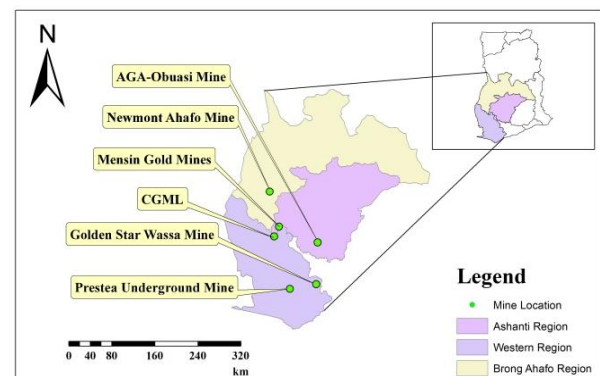 N
AGA-Obuasi Mine
Newmont Ahafo Mine
Mensin Gold Mines
CGML
Golden Star Wassa Mine
Prestea Underground Mine
Legend
Mine Location
Ashanti Region
Western Region
Brong Ahafo Region
0 20 40 80 160 240 320
km